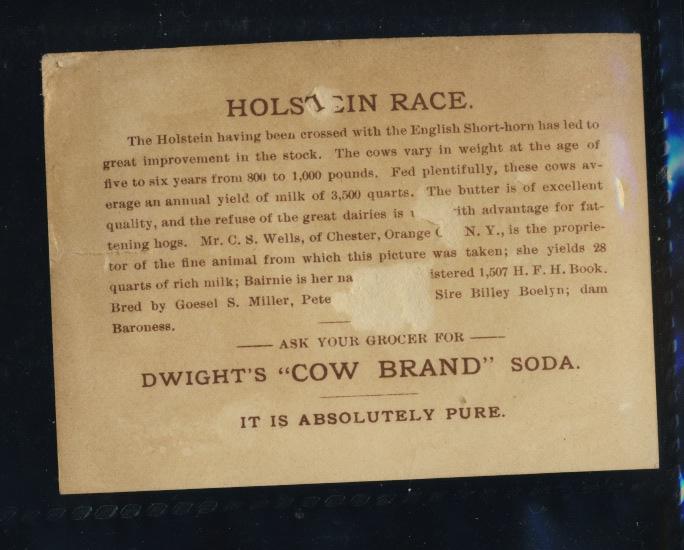 HOLSTEIN RACE.
The Holstein having been crossed with the English Short-horn has led to
great improvement in the stock. The cows vary in weight at the age of
five to six years from 800 to 1,000 pounds. Fed plentifully, these cows av-
erage an annual yield of milk of 3,500 quarts. The butter is of excellent
quality, and the refuse of the great dairies is with advantage for fat-
tening hogs. Mr. C. S. Wells, of Chester, Orange N. Y., is the proprie-
tor of the fine animal from which this picture was taken; she yields 28
quarts of rich milk; Bairnie is her 1,507 H. F. H. Book.
Bred by Goesel S. Miller, Sire Billey Boelyn; dam
Baroness.
ASK YOUR GROCER FOR
DWIGHT'S "COW BRAND" SODA.
IT IS ABSOLUTELY PURE.